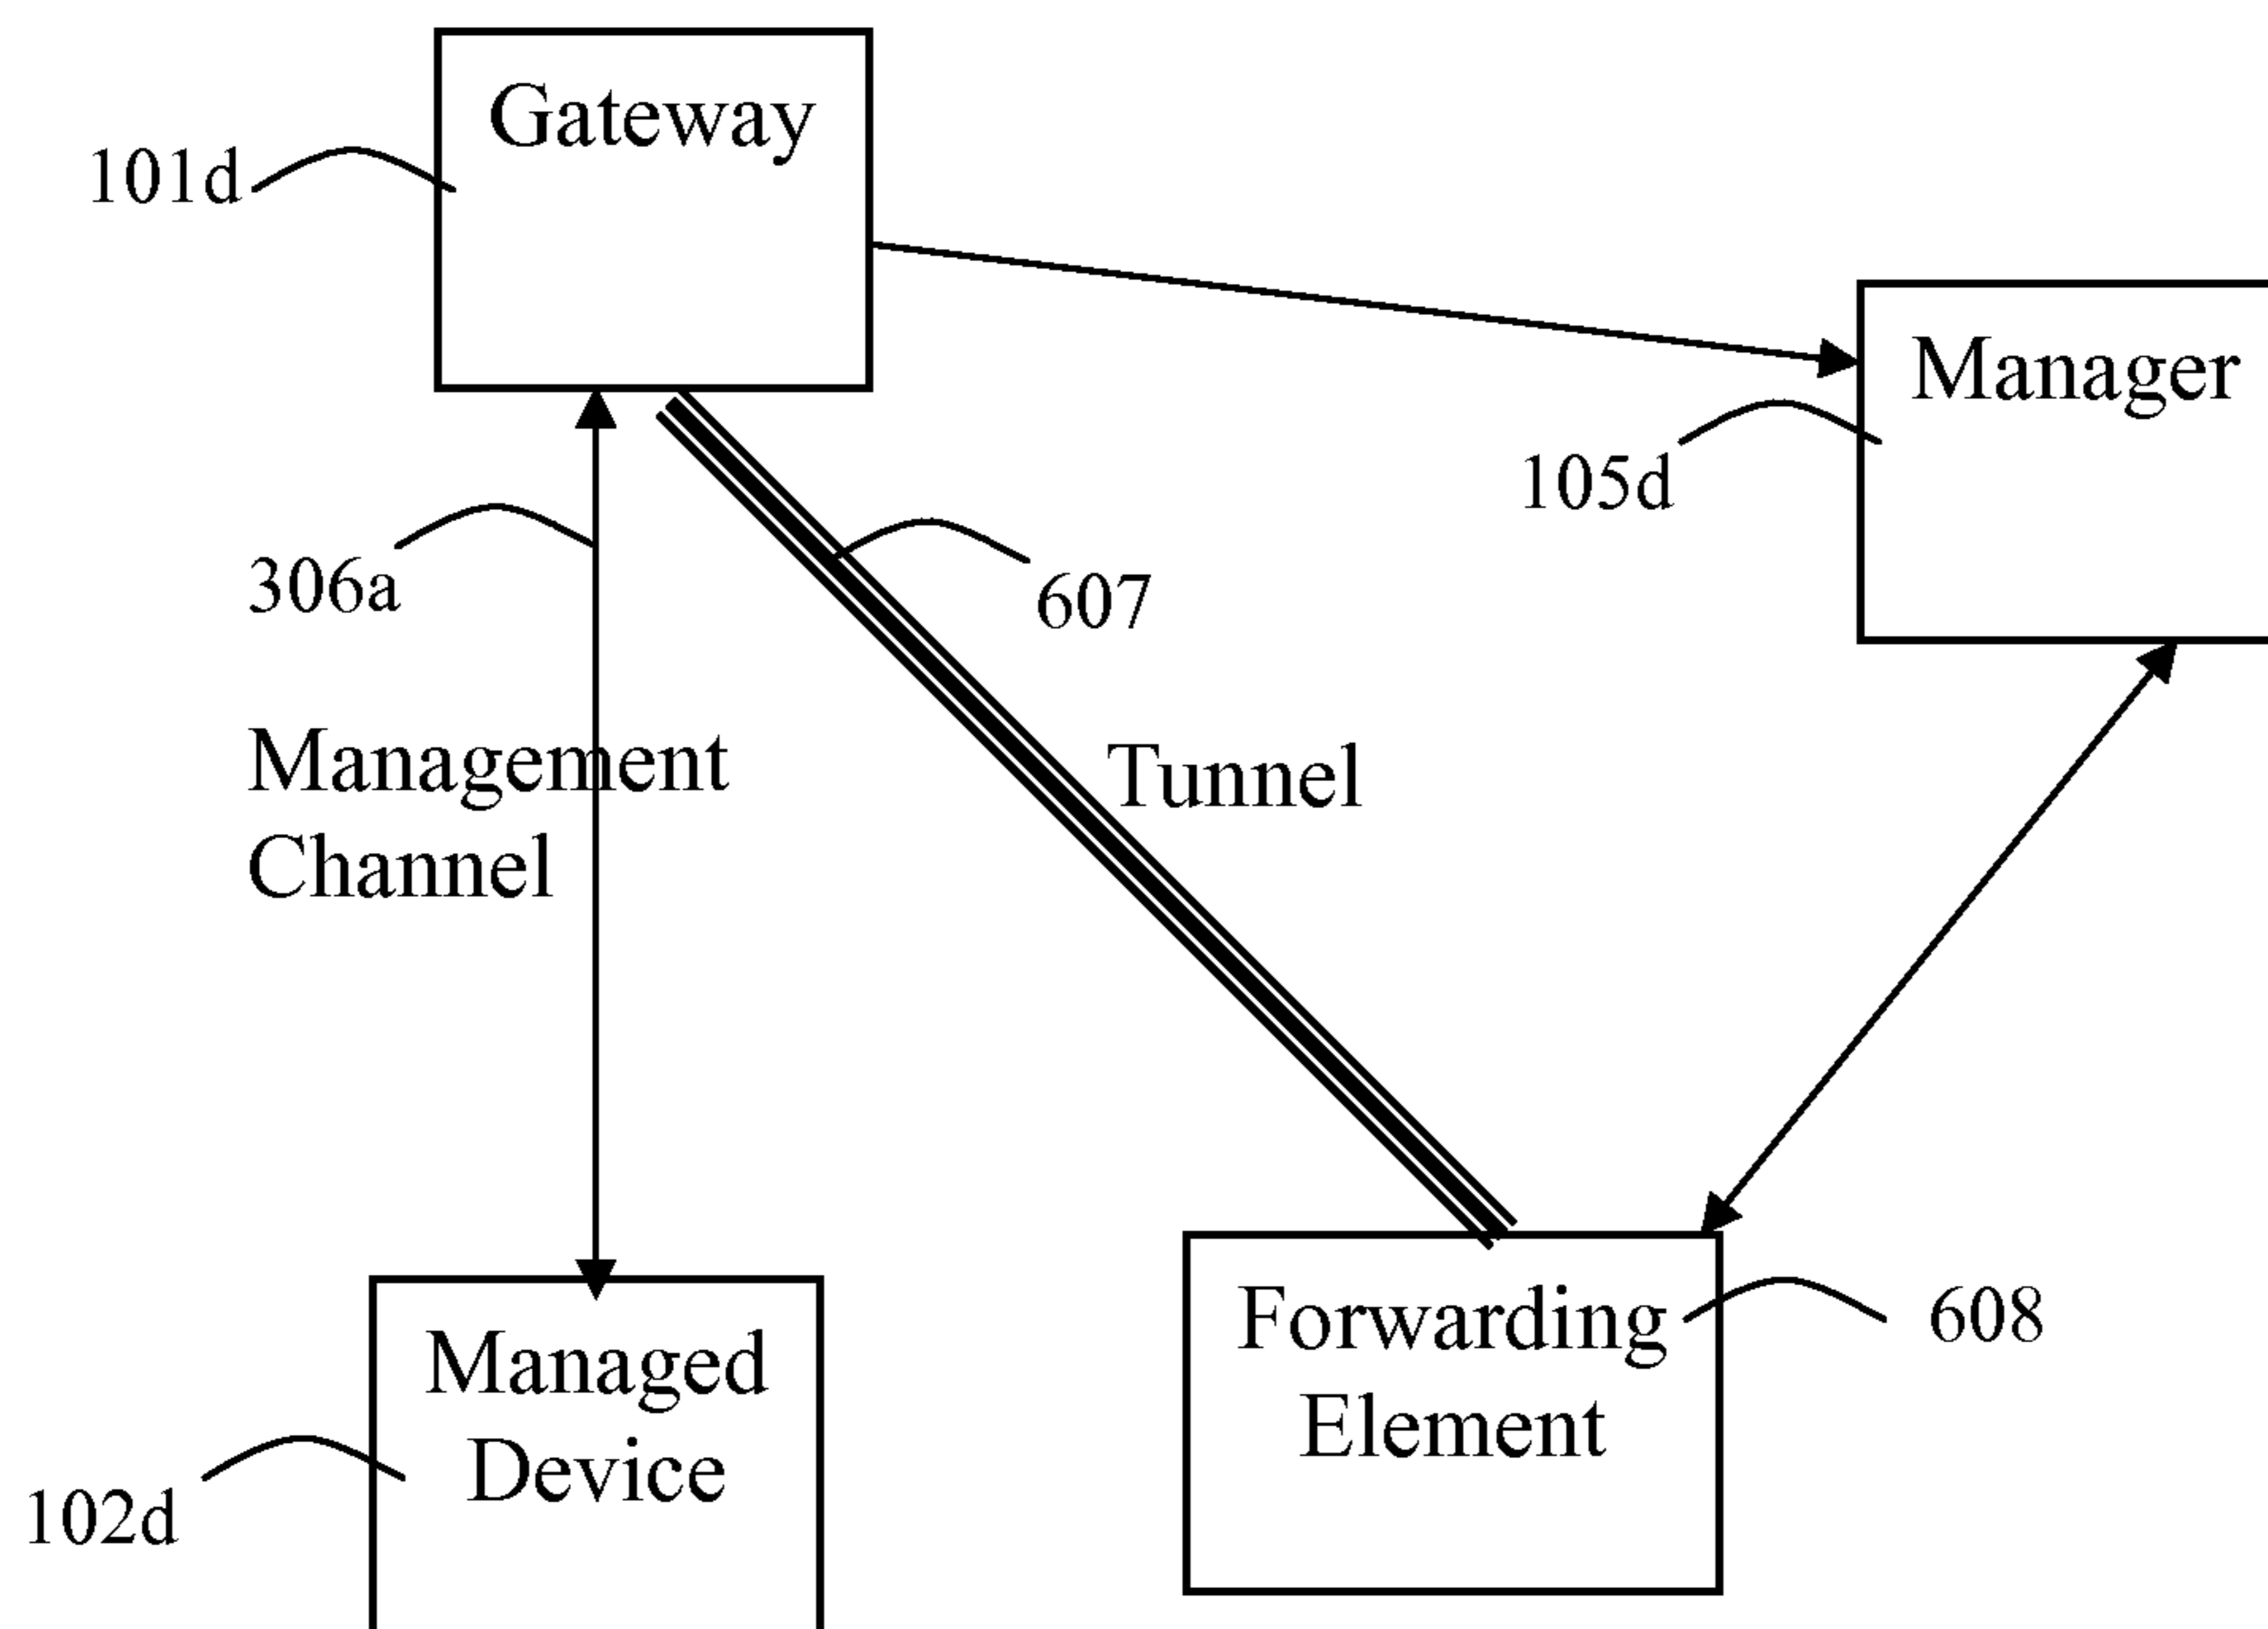 Gateway
101d
Manager
105d
306a
607
Management
Channel
Tunnel
Forwarding
Element
608
Managed
Device
102d